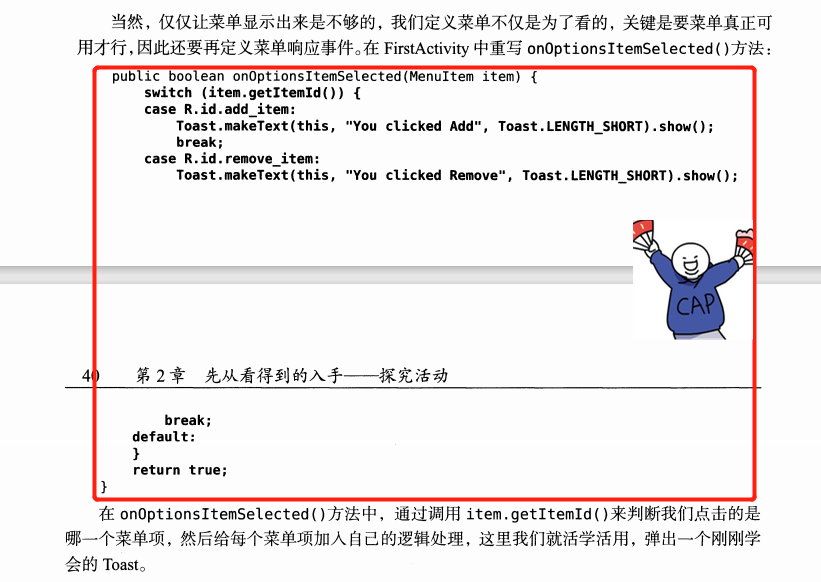 当然，仅仅让菜单显示出来是不够的，我们定义菜单不仅是为了看的，关键是要菜单真正可
用才行，因此还要再定义菜单响应事件。在 FirstActivity 中重写 onOptionsItemSelected()方法：
public boolean onOptionsItemSelected(MenuItem item) {
switch (item.getItemId()) {
case R.id.add_item:
Toast.makeText(this, "You clicked Add", Toast.LENGTH_SHORT).show();
break;
case R.id.remove_item:
Toast.makeText(this, "You clicked Remove", Toast.LENGTH_SHORT).show();
CAP
40 第 2 章 先从看得到的入手——探究活动
break;
default:
}
return true;
}
在 onOptionsItemSelected()方法中，通过调用 item.getItemId()来判断我们点击的是
哪一个菜单项，然后给每个菜单项加入自己的逻辑处理，这里我们就活学活用，弹出一个刚刚学
会的 Toast。